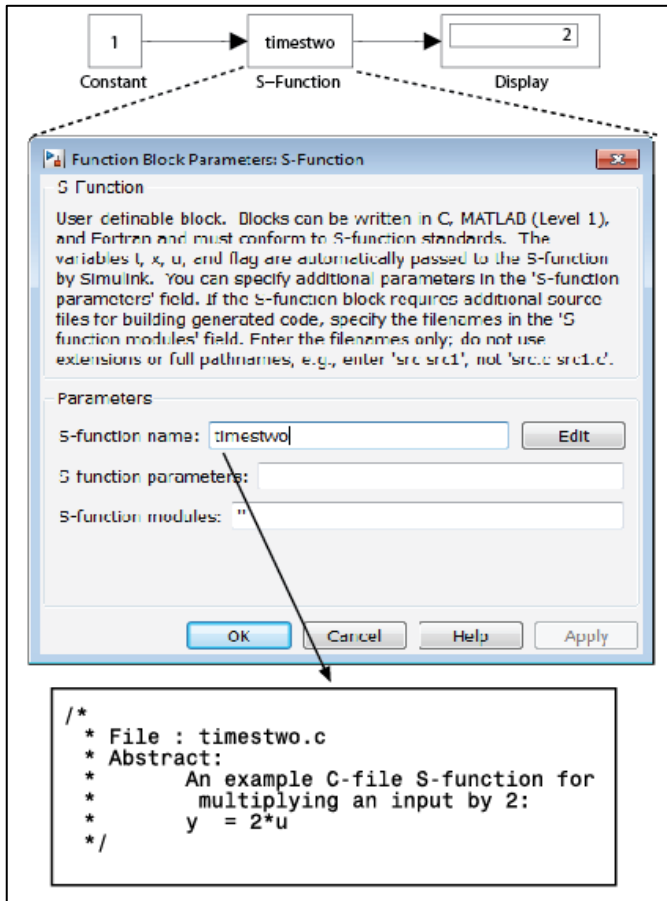 1
timestwo
2
Constant
S-Function
Display
Function Block Parameters: S-Function
S Function
User definable block. Blocks can be written in C, MATLAB (Level 1),
and Fortran and must conform to S-function standards. The
variables t, x, u, and flag are automatically passed to the S-function
by Simulink. You can specify additional parameters in the 'S-function
parameters' field. If the S-function block requires additional source
files for building generated code, specify the filenames in the 'S
function modules' field. Enter the filenames only; do not use
extensions or full pathnames, e.g., enter 'src src1', not 'src.c src1.c'.
Parameters
S-function name: timestwo Edit
S function parameters:
S-function modules: ''
OK Cancel Help Apply
/*
* File : timestwo.c
* Abstract:
* An example C-file S-function for
* multiplying an input by 2:
* y = 2*u
*/